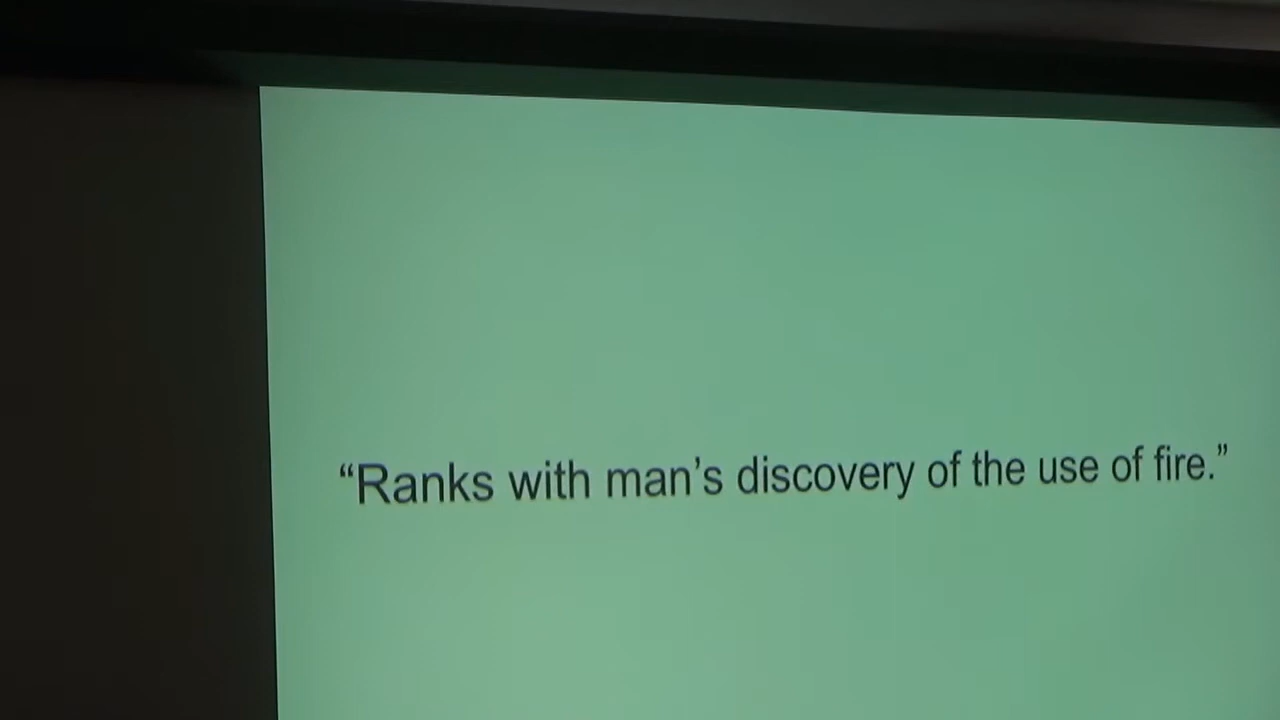 “Ranks with man’s discovery of the use of fire.”